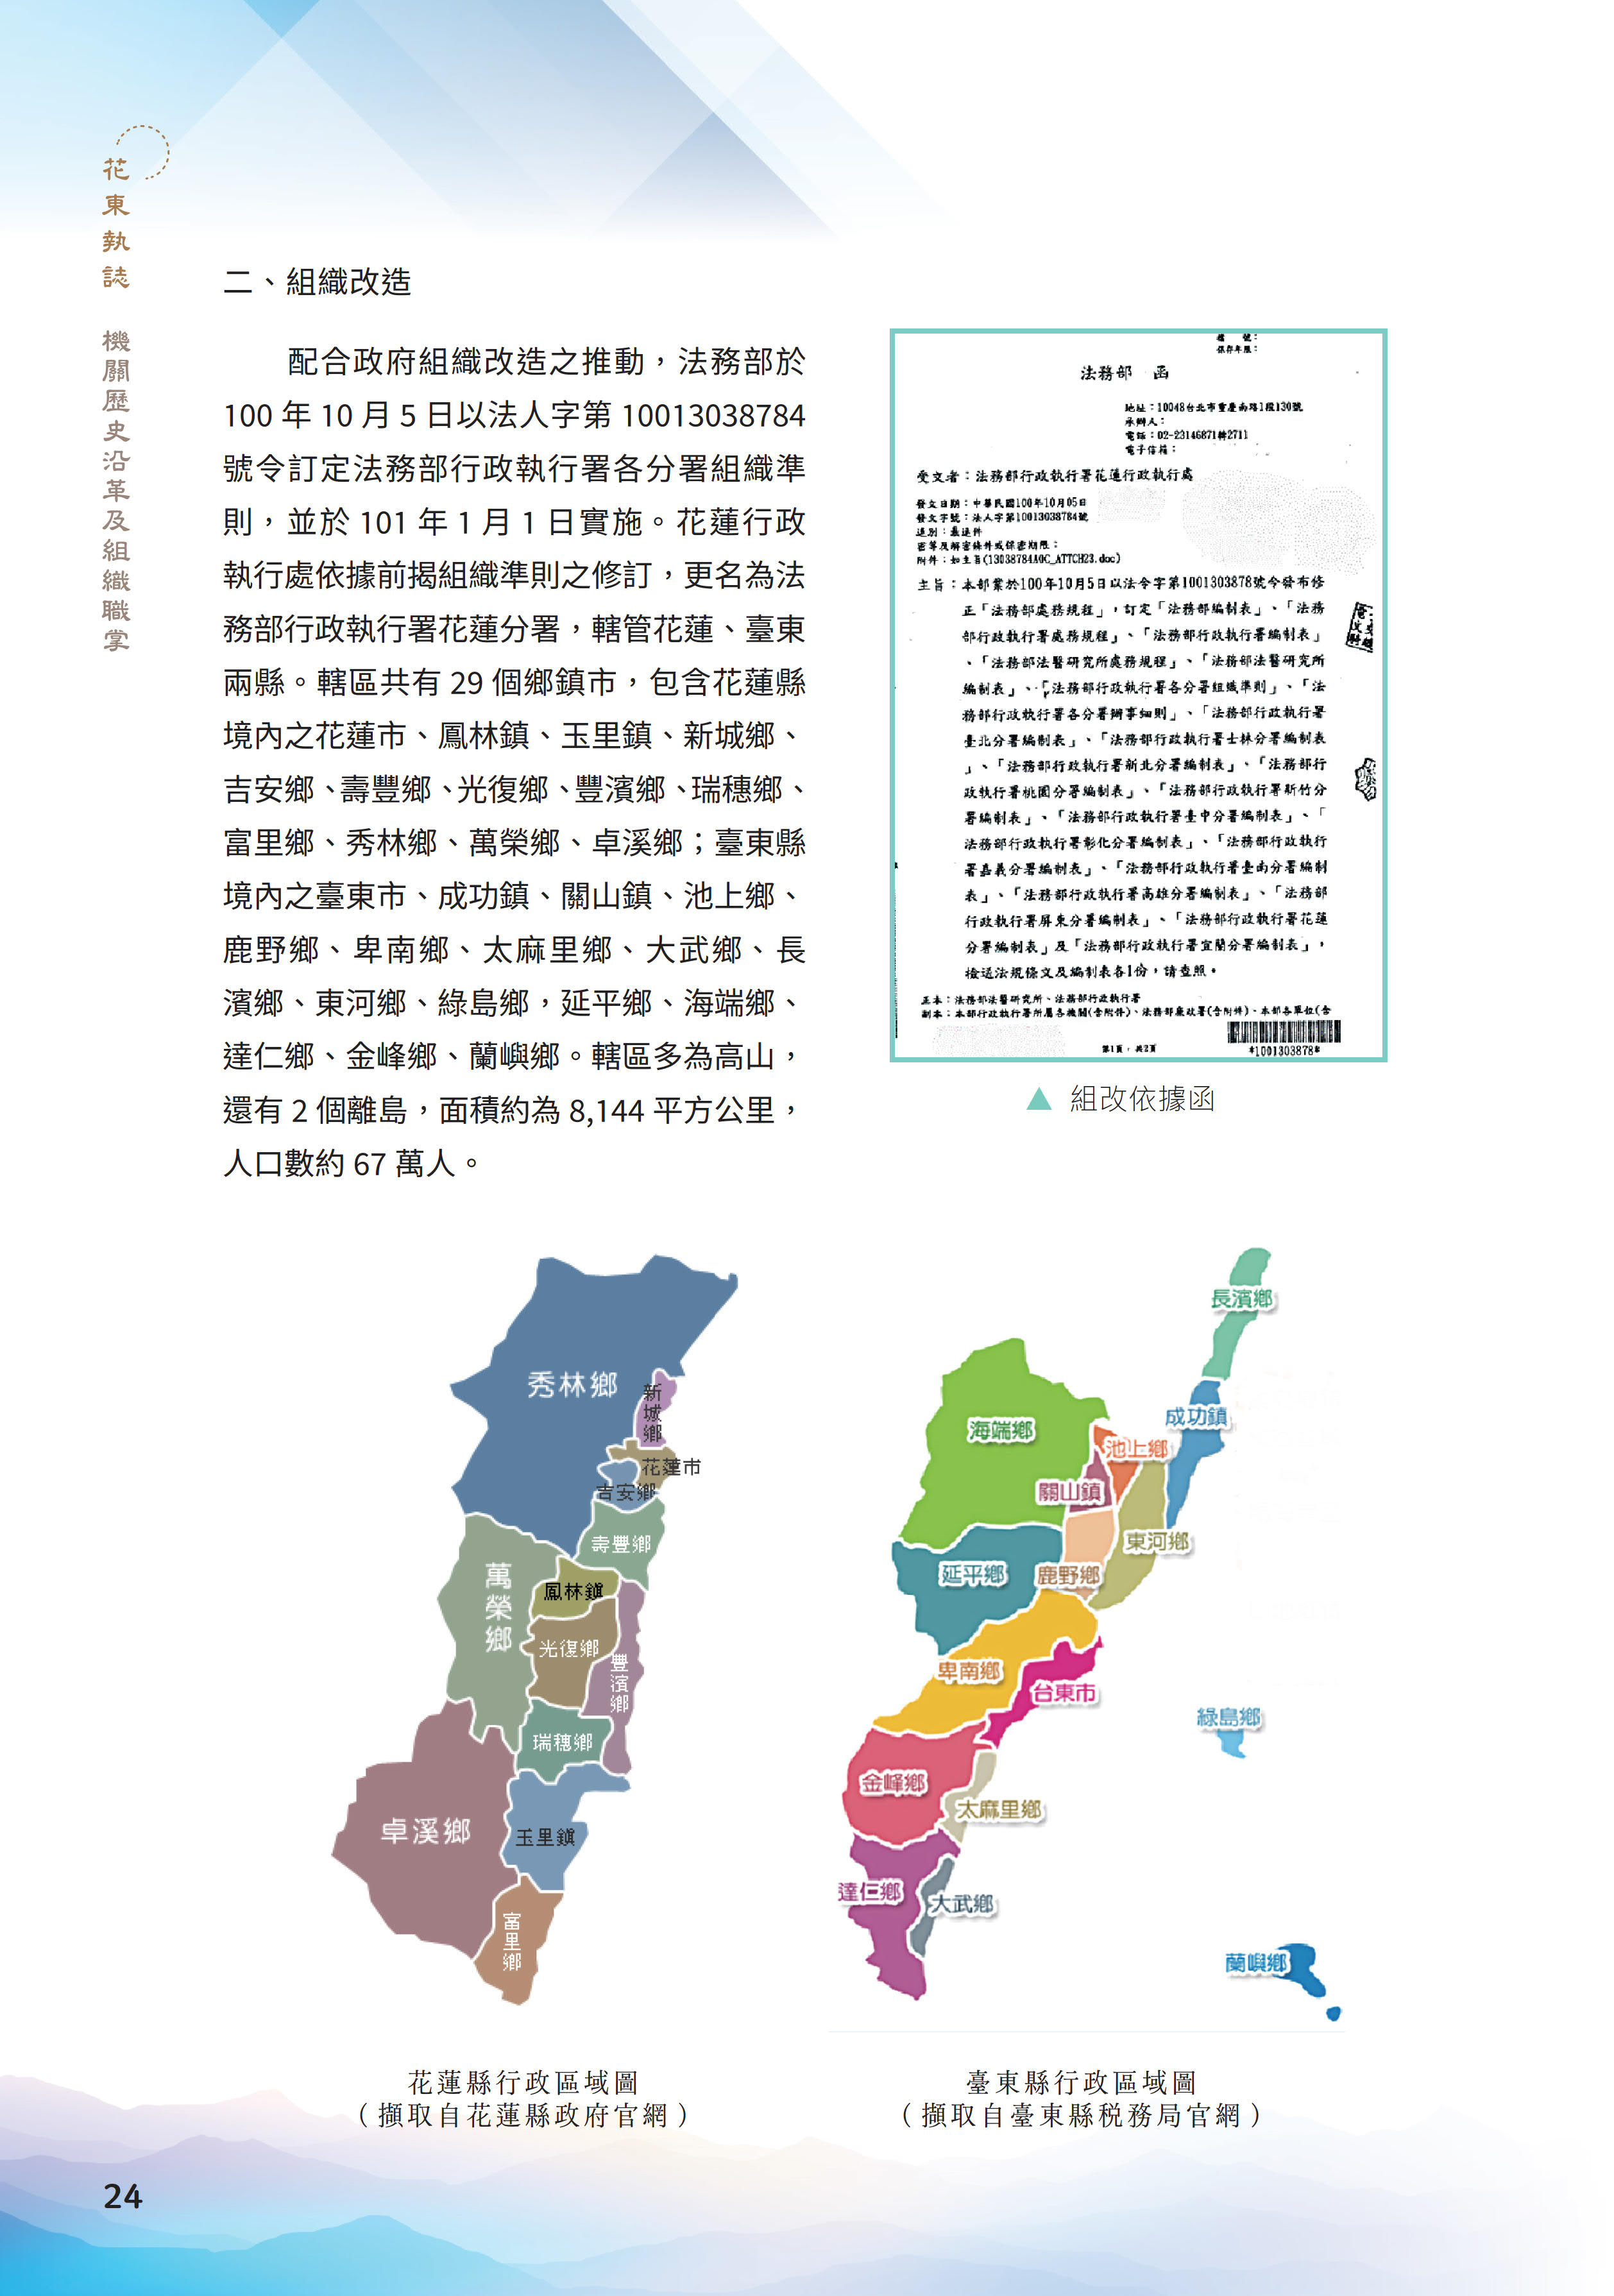 花東執誌
機關歷史沿革及組織職掌
二、組織改造
配合政府組織改造之推動，法務部於
100 年 10 月 5 日以法人字第 10013038784
號令訂定法務部行政執行署各分署組織準
則，並於 101 年 1 月 1 日實施。花蓮行政
執行處依據前揭組織準則之修訂，更名為法
務部行政執行署花蓮分署，轄管花蓮、臺東
兩縣。轄區共有 29 個鄉鎮市，包含花蓮縣
境內之花蓮市、鳳林鎮、玉里鎮、新城鄉、
吉安鄉、壽豐鄉、光復鄉、豐濱鄉、瑞穗鄉、
富里鄉、秀林鄉、萬榮鄉、卓溪鄉；臺東縣
境內之臺東市、成功鎮、關山鎮、池上鄉、
鹿野鄉、卑南鄉、太麻里鄉、大武鄉、長
濱鄉、東河鄉、綠島鄉，延平鄉、海端鄉、
達仁鄉、金峰鄉、蘭嶼鄉。轄區多為高山，
還有 2 個離島，面積約為 8,144 平方公里，
人口數約 67 萬人。
檔　號：
保存年限：
法務部　函
地址：10048台北市重慶南路1段130號
承辦人：
電話：02-23146871轉2711
電子信箱：
受文者：法務部行政執行署花蓮行政執行處
發文日期：中華民國100年10月05日
發文字號：法人字第10013038784號
速別：最速件
密等及解密條件或保密期限：
附件：如主旨(13038784A0C_ATTCH23.doc)
主旨：本部業於100年10月5日以法令字第1001303878號令發布修
正「法務部處務規程」，訂定「法務部編制表」、「法務
部行政執行署處務規程」、「法務部行政執行署編制表」
、「法務部法醫研究所處務規程」、「法務部法醫研究所
編制表」、「法務部行政執行署各分署組織準則」、「法
務部行政執行署各分署辦事細則」、「法務部行政執行署
臺北分署編制表」、「法務部行政執行署士林分署編制表
」、「法務部行政執行署新北分署編制表」、「法務部行
政執行署桃園分署編制表」、「法務部行政執行署新竹分
署編制表」、「法務部行政執行署臺中分署編制表」、「
法務部行政執行署彰化分署編制表」、「法務部行政執行
署嘉義分署編制表」、「法務部行政執行署臺南分署編制
表」、「法務部行政執行署高雄分署編制表」、「法務部
行政執行署屏東分署編制表」、「法務部行政執行署花蓮
分署編制表」及「法務部行政執行署宜蘭分署編制表」，
檢送法規條文及編制表各1份，請查照。
正本：法務部法醫研究所、法務部行政執行署
副本：本部行政執行署所屬各機關(含附件)、法務部廉政署(含附件)、本部各單位(含
第1頁，共2頁
*1001303878*
▲ 組改依據函
秀林鄉
新城鄉
花蓮市
吉安鄉
壽豐鄉
萬榮鄉
鳳林鎮
光復鄉
豐濱鄉
瑞穗鄉
卓溪鄉
玉里鎮
富里鄉
長濱鄉
成功鎮
海端鄉
池上鄉
關山鎮
東河鄉
延平鄉
鹿野鄉
卑南鄉
台東市
綠島鄉
金峰鄉
太麻里鄉
達仁鄉
大武鄉
蘭嶼鄉
花蓮縣行政區域圖
（擷取自花蓮縣政府官網）
臺東縣行政區域圖
（擷取自臺東縣稅務局官網）
24